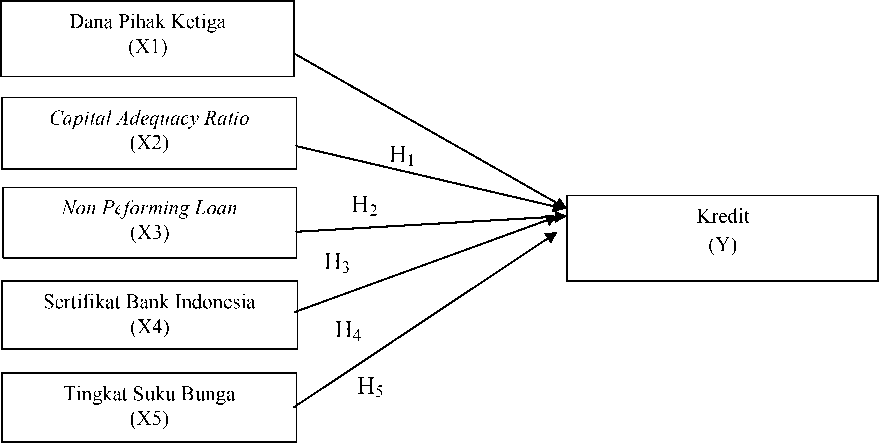 Dana Pihak Ketiga
(X1)
Capital Adequacy Ratio
(X2)
Non Peforming Loan
(X3)
Sertifikat Bank Indonesia
(X4)
Tingkat Suku Bunga
(X5)
H1
H2
H3
H4
H5
Kredit
(Y)